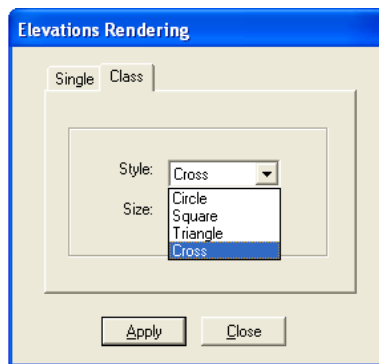 Elevations Rendering
Single Class
Style: Cross
Circle
Size: Square
Triangle
Cross
Apply Close